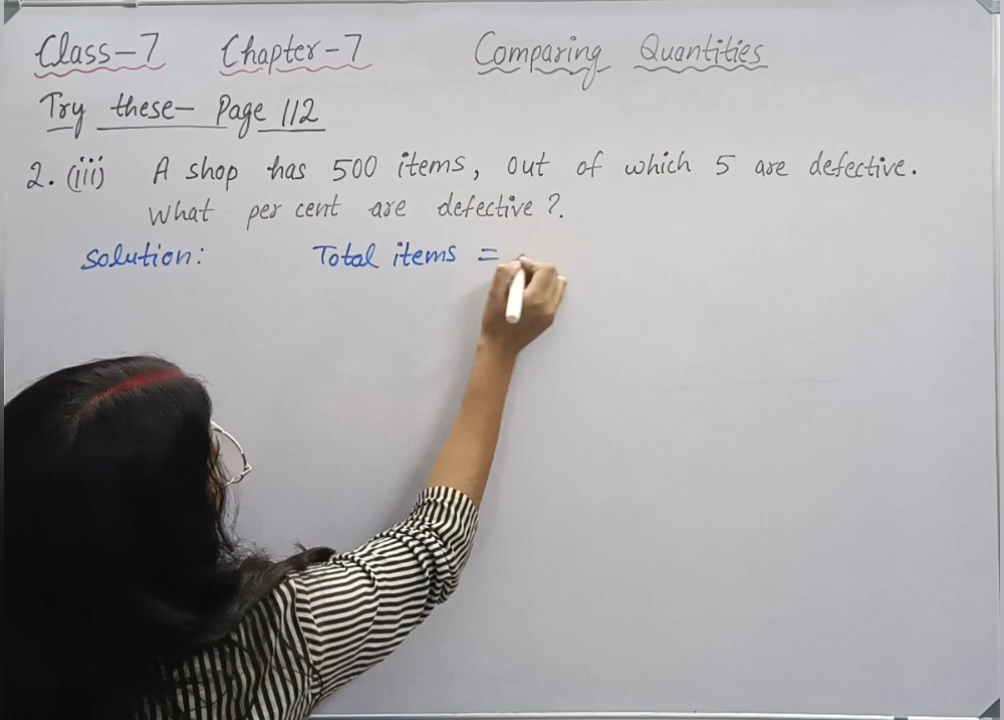 Class-7 Chapter-7 Comparing Quantities
Try these- Page 112
2. (iii) A shop has 500 items, out of which 5 are defective.
What per cent are defective?.
Solution: Total items =